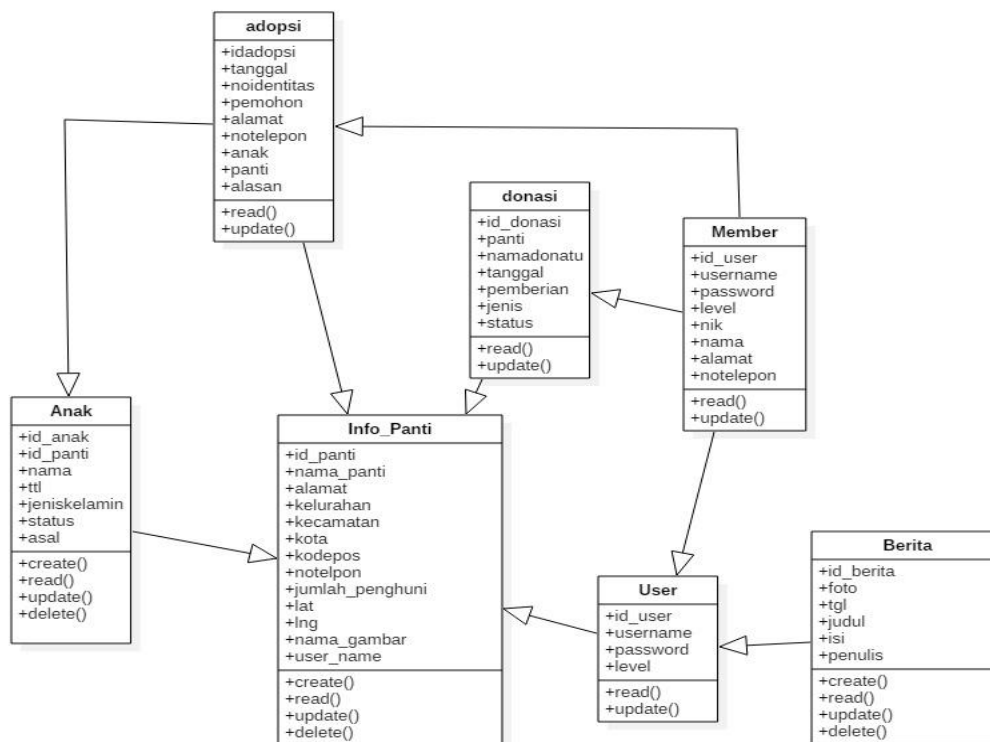 adopsi
+idadopsi
+tanggal
+noidentitas
+pemohon
+alamat
+notelepon
+anak
+panti
+alasan
+read()
+update()
donasi
+id_donasi
+panti
+namadonatu
+tanggal
+pemberian
+jenis
+status
+read()
+update()
Member
+id_user
+username
+password
+level
+nik
+nama
+alamat
+notelepon
+read()
+update()
Anak
+id_anak
+id_panti
+nama
+ttl
+jeniskelamin
+status
+asal
+create()
+read()
+update()
+delete()
Info_Panti
+id_panti
+nama_panti
+alamat
+kelurahan
+kecamatan
+kota
+kodepos
+notelpon
+jumlah_penghuni
+lat
+lng
+nama_gambar
+user_name
+create()
+read()
+update()
+delete()
User
+id_user
+username
+password
+level
+read()
+update()
Berita
+id_berita
+foto
+tgl
+judul
+isi
+penulis
+create()
+read()
+update()
+delete()